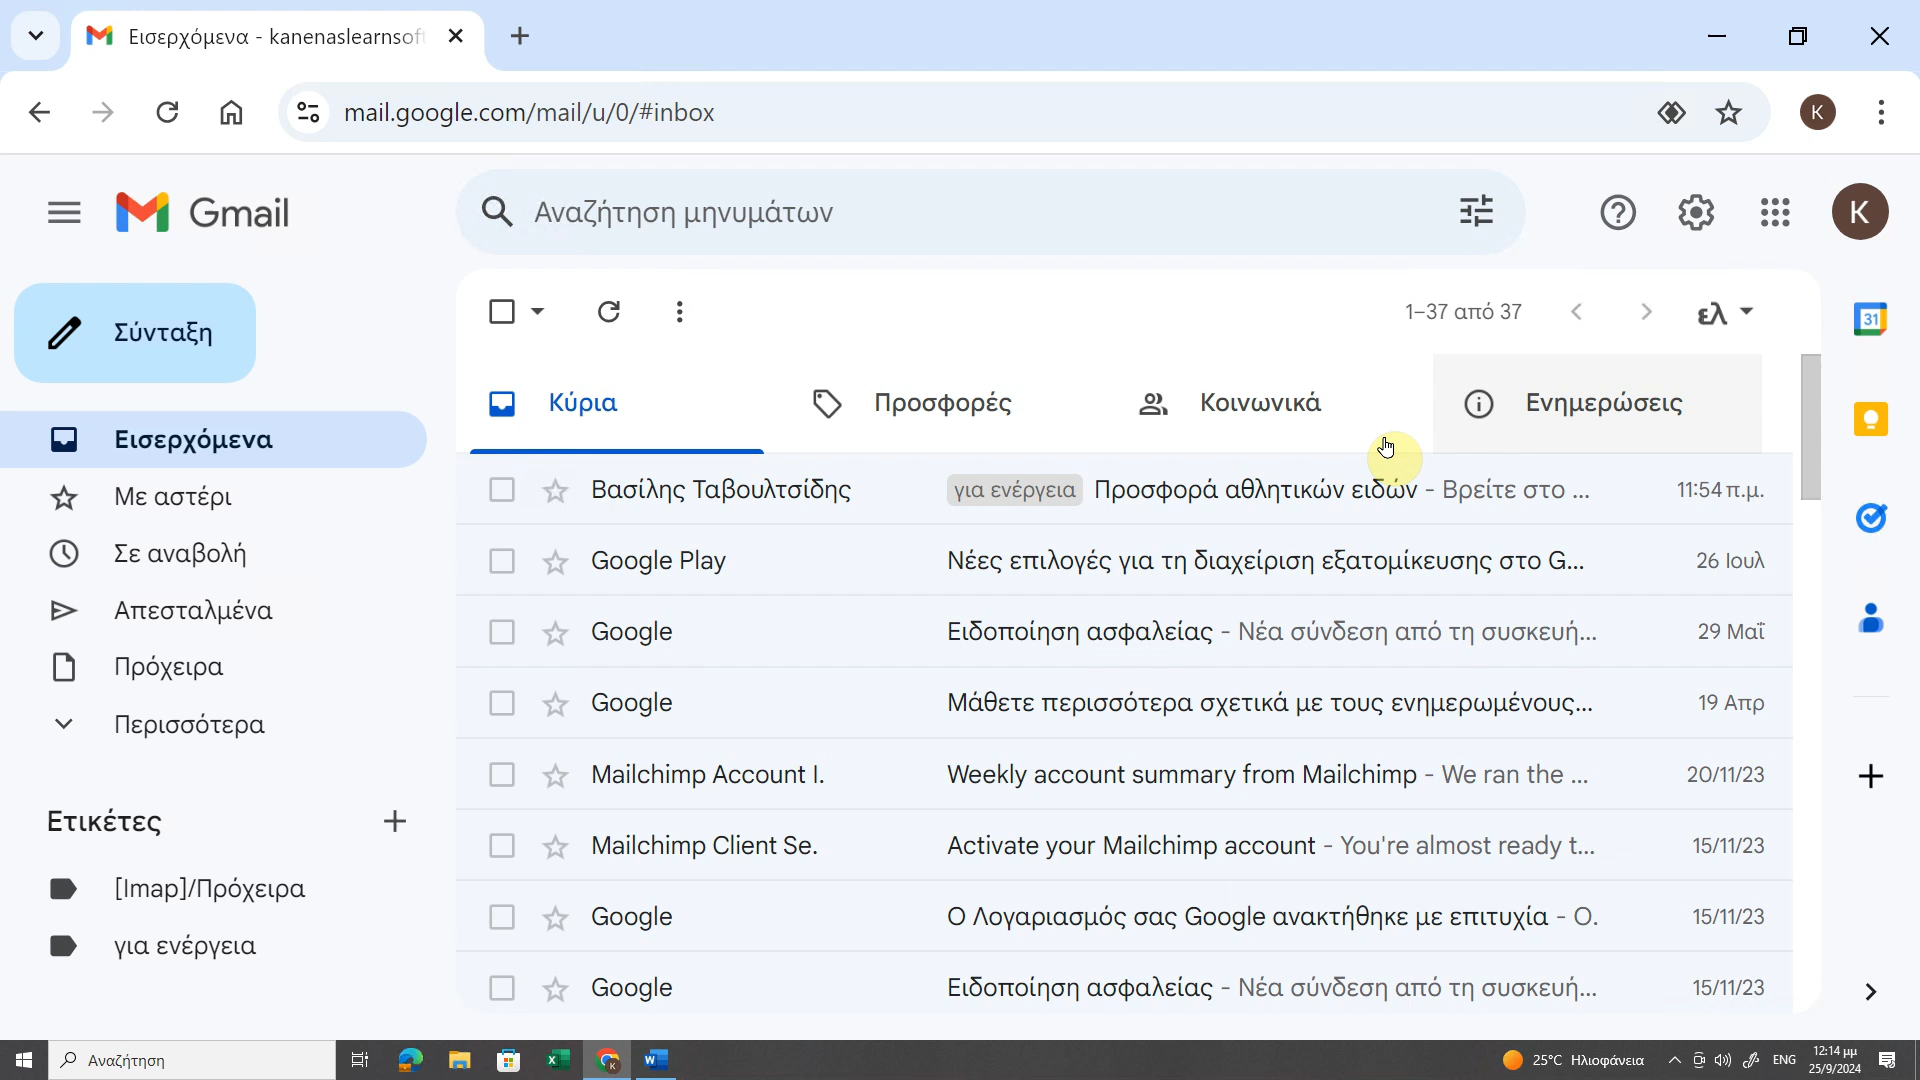 Εισερχόμενα - kanenaslearnsoft
mail.google.com/mail/u/0/#inbox
K
Gmail
Αναζήτηση μηνυμάτων
K
Σύνταξη
1–37 από 37
ελ
31
Κύρια
Προσφορές
Κοινωνικά
Ενημερώσεις
Εισερχόμενα
Με αστέρι
Σε αναβολή
Απεσταλμένα
Πρόχειρα
Περισσότερα
Ετικέτες
[Imap]/Πρόχειρα
για ενέργεια
Βασίλης Ταβουλτσίδης για ενέργεια Προσφορά αθλητικών ειδών - Βρείτε στο ... 11:54 π.μ.
Google Play Νέες επιλογές για τη διαχείριση εξατομίκευσης στο G... 26 Ιουλ
Google Ειδοποίηση ασφαλείας - Νέα σύνδεση από τη συσκευή... 29 Μαΐ
Google Μάθετε περισσότερα σχετικά με τους ενημερωμένους... 19 Απρ
Mailchimp Account I. Weekly account summary from Mailchimp - We ran the ... 20/11/23
Mailchimp Client Se. Activate your Mailchimp account - You're almost ready t... 15/11/23
Google Ο Λογαριασμός σας Google ανακτήθηκε με επιτυχία - Ο. 15/11/23
Google Ειδοποίηση ασφαλείας - Νέα σύνδεση από τη συσκευή... 15/11/23
Αναζήτηση
25°C Ηλιοφάνεια
ENG
12:14 μμ
25/9/2024